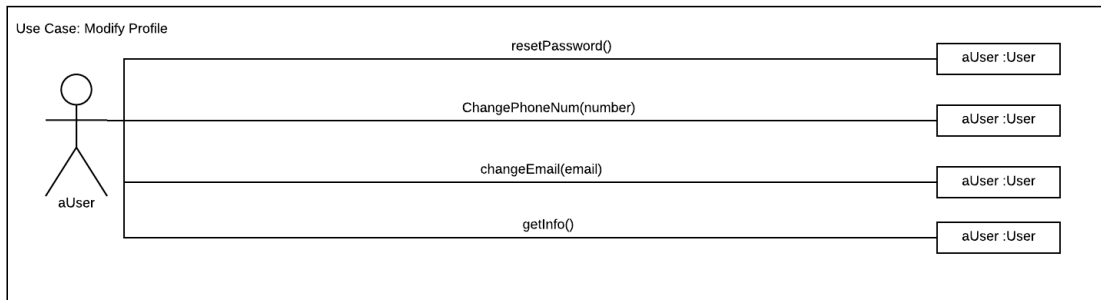 Use Case: Modify Profile
resetPassword()
aUser :User
ChangePhoneNum(number)
aUser :User
changeEmail(email)
aUser :User
aUser
getInfo()
aUser :User